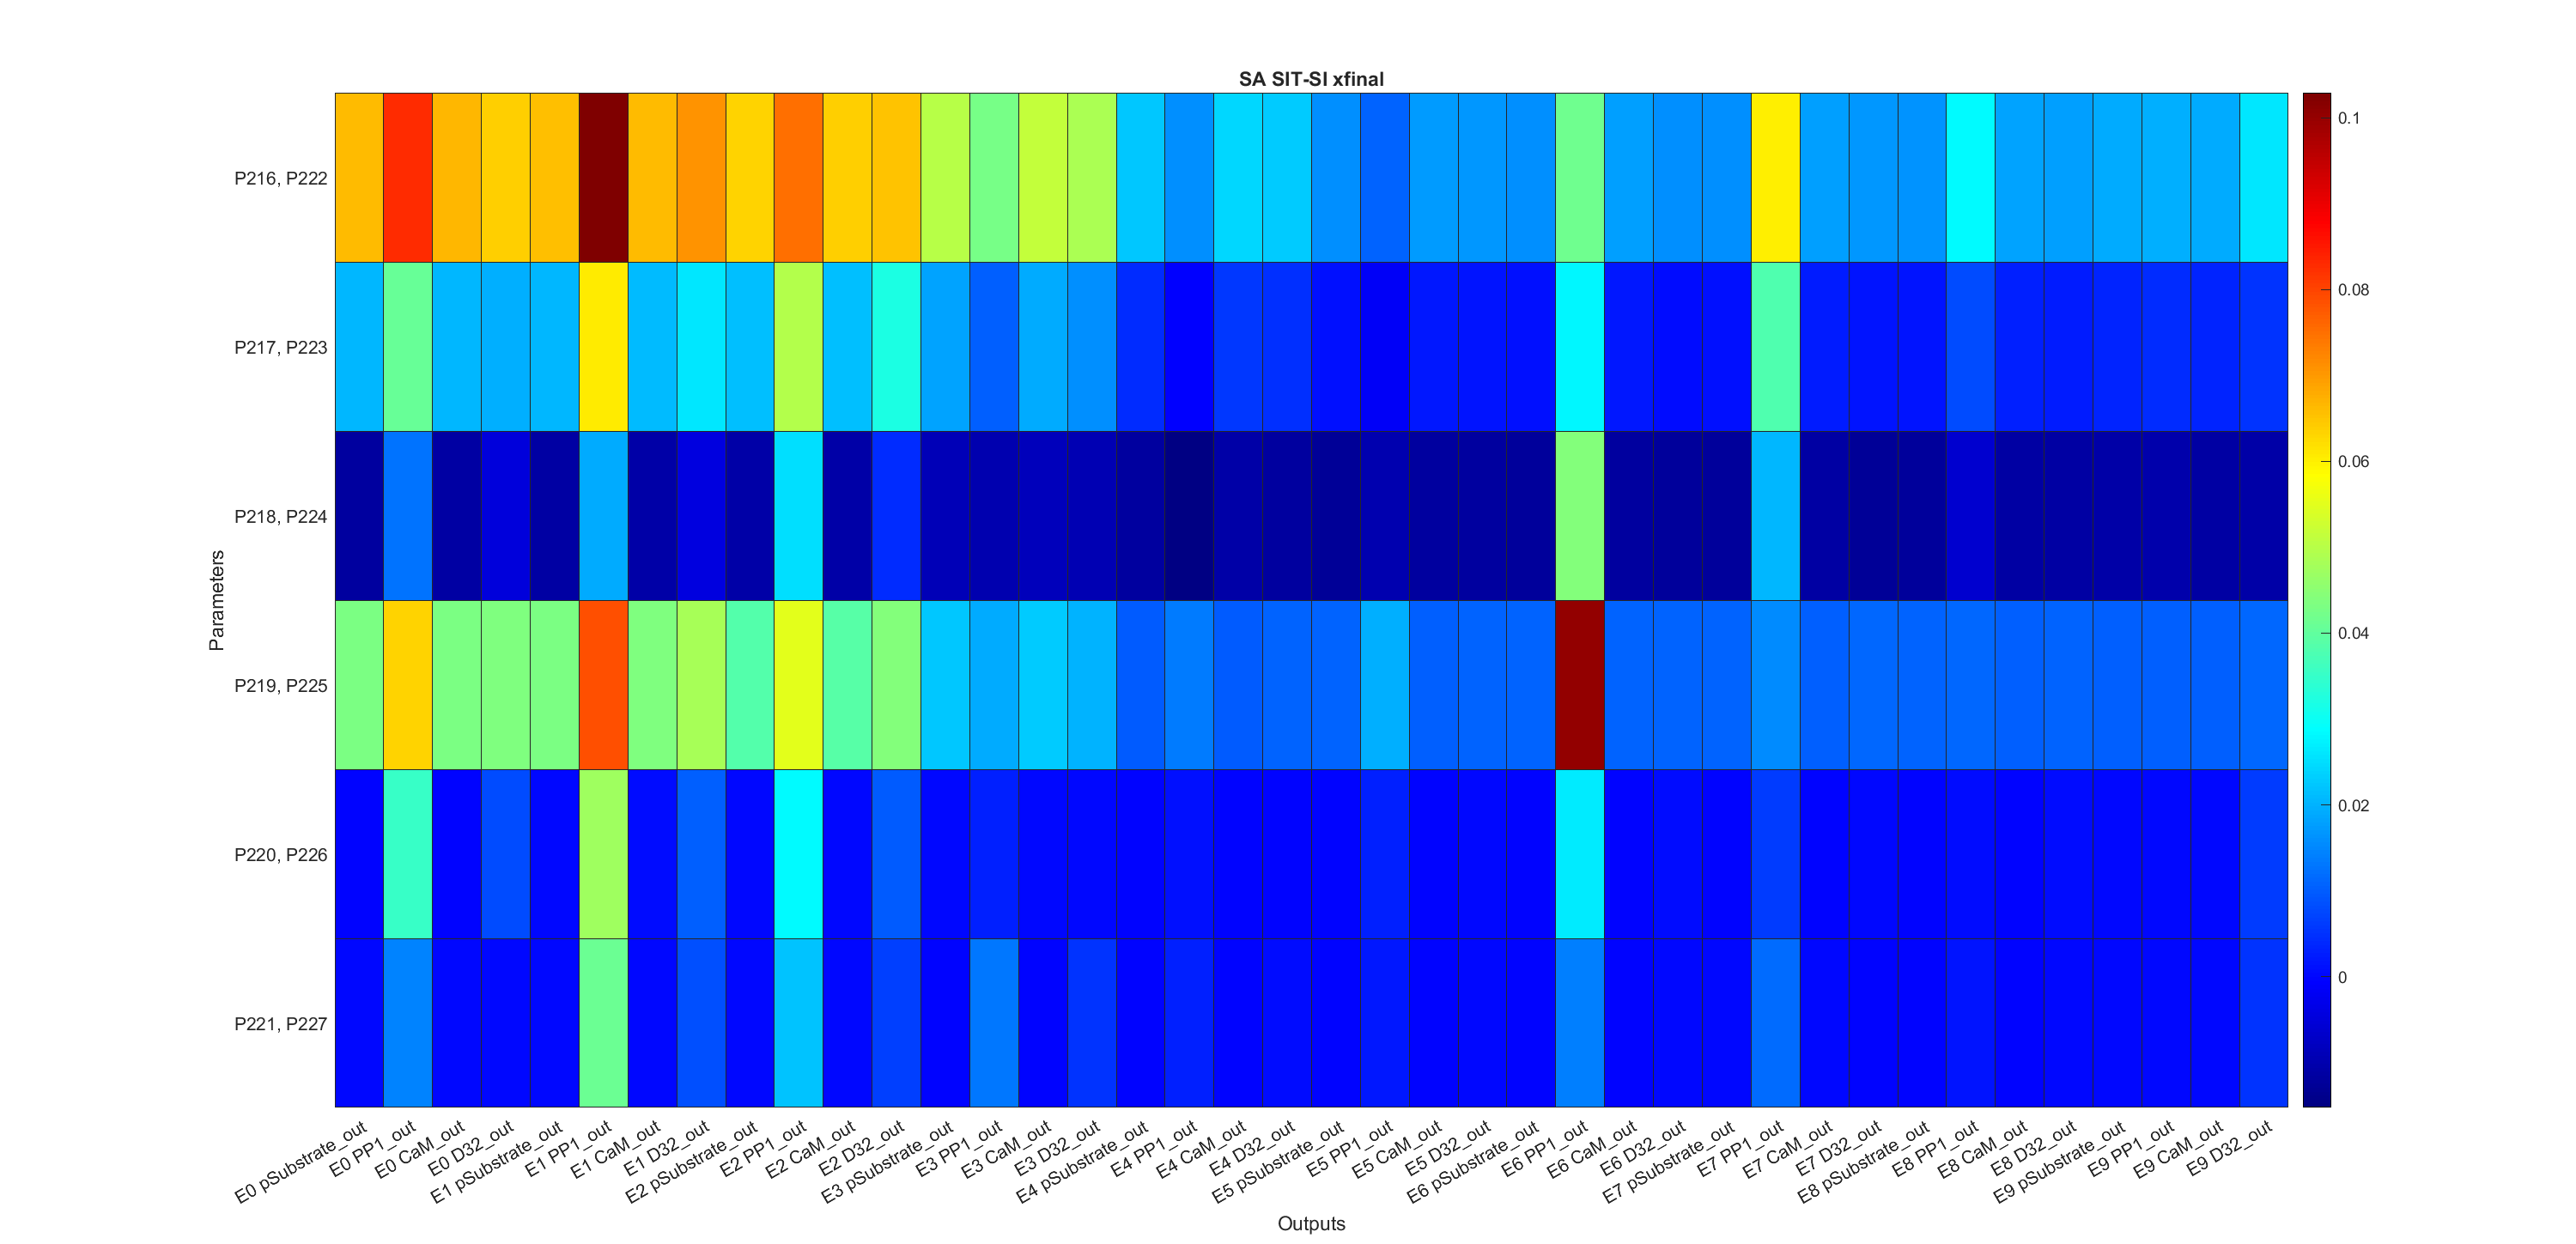 SA SIT-SI xfinal
P216, P222
P217, P223
P218, P224
P219, P225
P220, P226
P221, P227
Parameters
0.1
0.08
0.06
0.04
0.02
0
E0 pSubstrate_out
E0 PP1_out
E0 CaM_out
E0 D32_out
E1 pSubstrate_out
E1 PP1_out
E1 CaM_out
E1 D32_out
E2 pSubstrate_out
E2 PP1_out
E2 CaM_out
E2 D32_out
E3 pSubstrate_out
E3 PP1_out
E3 CaM_out
E3 D32_out
E4 pSubstrate_out
E4 PP1_out
E4 CaM_out
E4 D32_out
E5 pSubstrate_out
E5 PP1_out
E5 CaM_out
E5 D32_out
E6 pSubstrate_out
E6 PP1_out
E6 CaM_out
E6 D32_out
E7 pSubstrate_out
E7 PP1_out
E7 CaM_out
E7 D32_out
E8 pSubstrate_out
E8 PP1_out
E8 CaM_out
E8 D32_out
E9 pSubstrate_out
E9 PP1_out
E9 CaM_out
E9 D32_out
Outputs